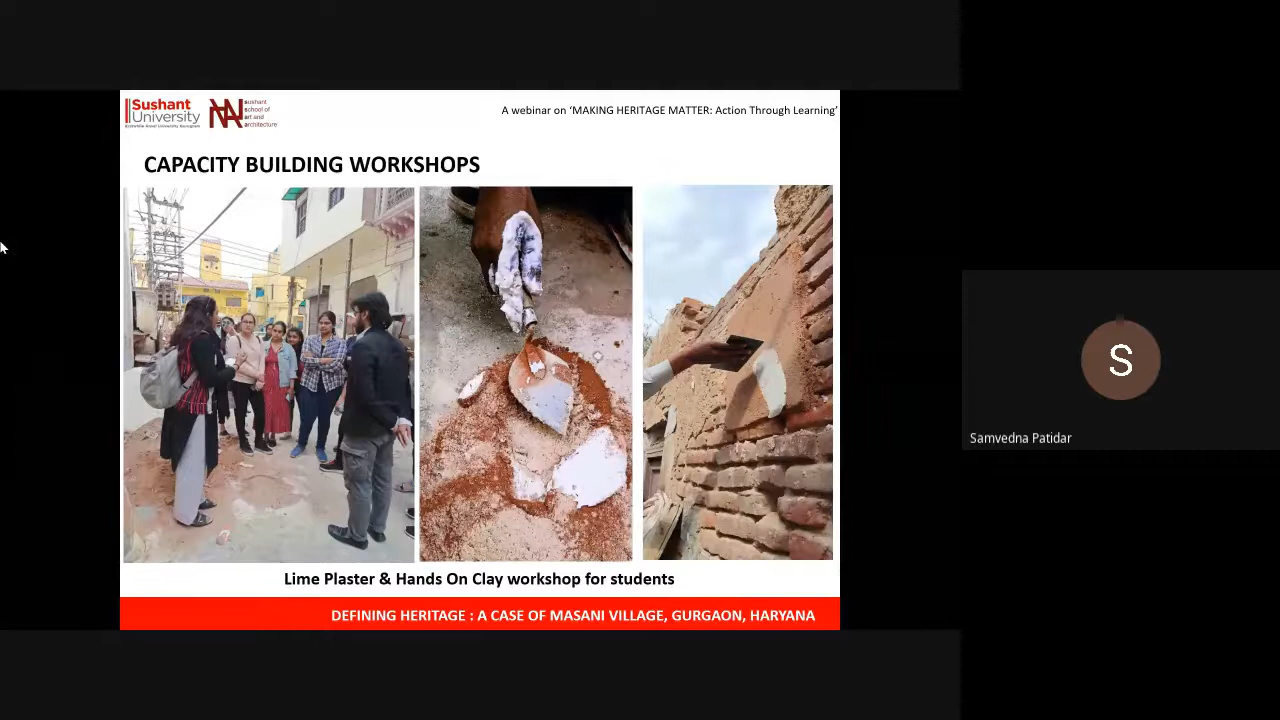 Sushant
University
sushant
school of
art and
architecture
A webinar on ‘MAKING HERITAGE MATTER: Action Through Learning’
CAPACITY BUILDING WORKSHOPS
Lime Plaster & Hands On Clay workshop for students
DEFINING HERITAGE : A CASE OF MASANI VILLAGE, GURGAON, HARYANA
S
Samvedna Patidar